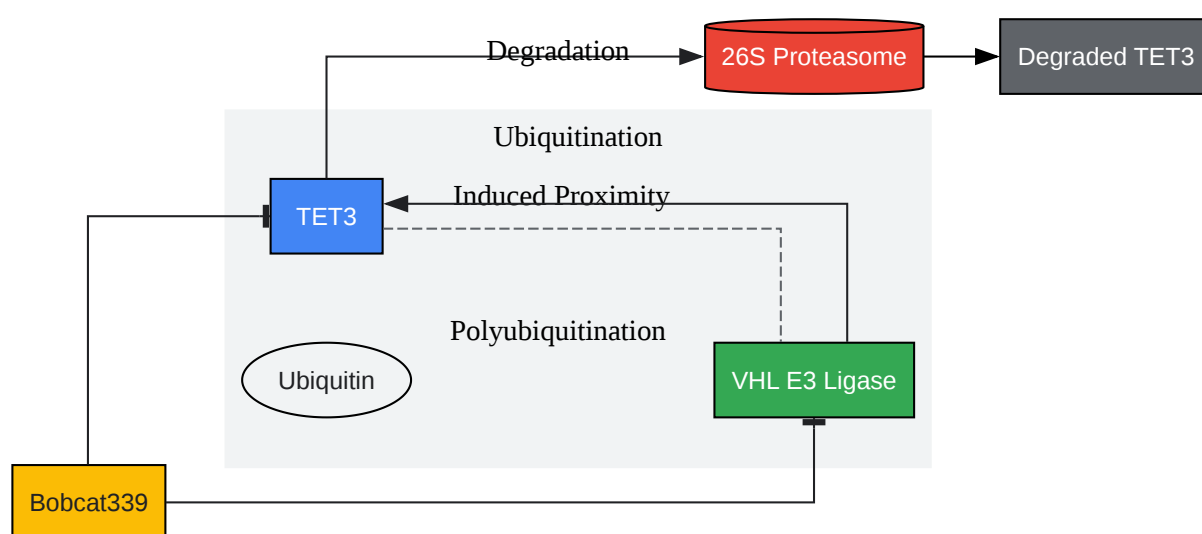 Degradation
26S Proteasome
Degraded TET3
Ubiquitination
Induced Proximity
TET3
Polyubiquitination
Ubiquitin
VHL E3 Ligase
Bobcat339